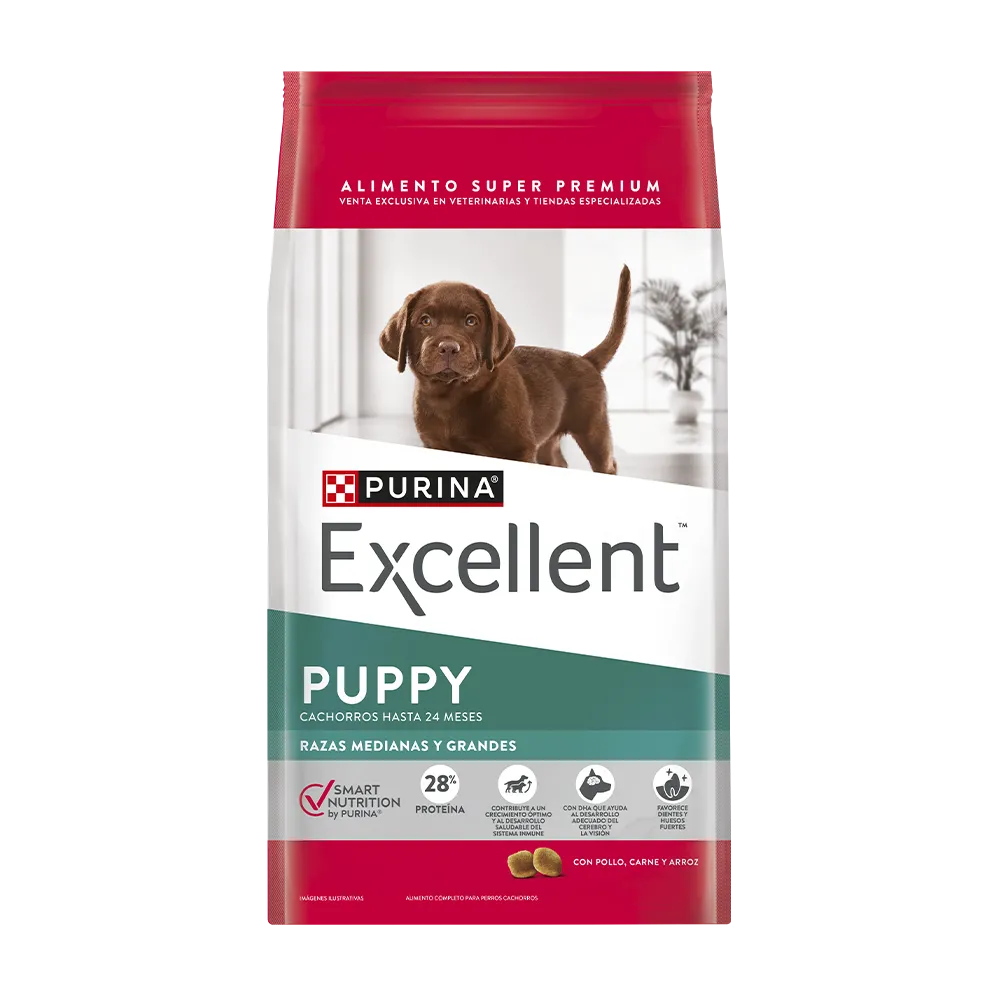 ALIMENTO SUPER PREMIUM
VENTA EXCLUSIVA EN VETERINARIAS Y TIENDAS ESPECIALIZADAS
PURINA®
Excellent™
PUPPY
CACHORROS HASTA 24 MESES
RAZAS MEDIANAS Y GRANDES
SMART
NUTRITION
by PURINA®
28%
PROTEÍNA
CONTRIBUYE A UN
CRECIMIENTO ÓPTIMO
Y AL DESARROLLO
SALUDABLE DEL
SISTEMA INMUNE
CON DHA QUE AYUDA
AL DESARROLLO
ADECUADO DEL
CEREBRO Y
LA VISIÓN
FAVORECE
DIENTES Y
HUESOS
FUERTES
CON POLLO, CARNE Y ARROZ
IMÁGENES ILUSTRATIVAS
ALIMENTO COMPLETO PARA PERROS CACHORROS